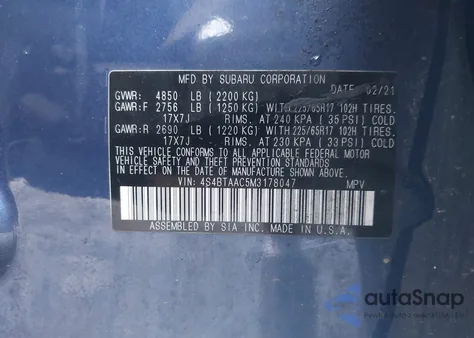 MFD BY SUBARU CORPORATION
DATE 02/21
GVWR: 4850 LB (2200 KG)
GAWR:F 2756 LB (1250 KG) WITH 225/65R17 102H TIRES.
17X7J RIMS. AT 240 KPA (35 PSI) COLD
GAWR:R 2690 LB (1220 KG) WITH 225/65R17 102H TIRES.
17X7J RIMS. AT 230 KPA (33 PSI) COLD
THIS VEHICLE CONFORMS TO ALL APPLICABLE FEDERAL MOTOR
VEHICLE SAFETY, BUMPER, AND THEFT PREVENTION STANDARDS
IN EFFECT ON THE DATE OF MANUFACTURE SHOWN ABOVE.
VIN: 4S4BTAAC5M3178047 MPV
ASSEMBLED BY SIA INC. MADE IN U.S.A.
autoSnap